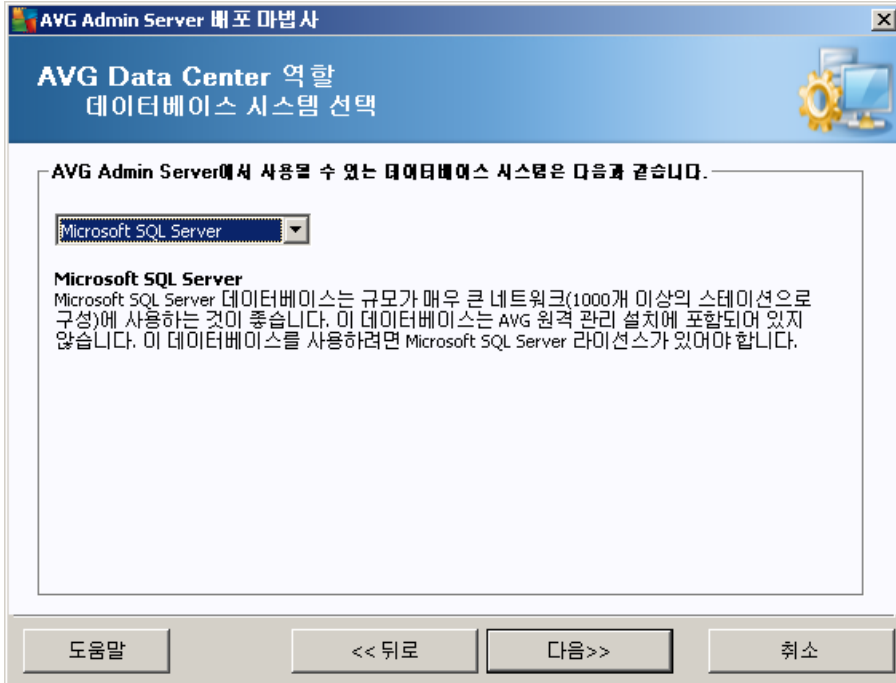 AVG Admin Server 배포 마법사
AVG Data Center 역할
데이터베이스 시스템 선택
AVG Admin Server에서 사용될 수 있는 데이터베이스 시스템은 다음과 같습니다.
Microsoft SQL Server
Microsoft SQL Server
Microsoft SQL Server 데이터베이스는 규모가 매우 큰 네트워크(1000개 이상의 스테이션으로
구성)에 사용하는 것이 좋습니다. 이 데이터베이스는 AVG 원격 관리 설치에 포함되어 있지
않습니다. 이 데이터베이스를 사용하려면 Microsoft SQL Server 라이선스가 있어야 합니다.
도움말
<< 뒤로
다음>>
취소